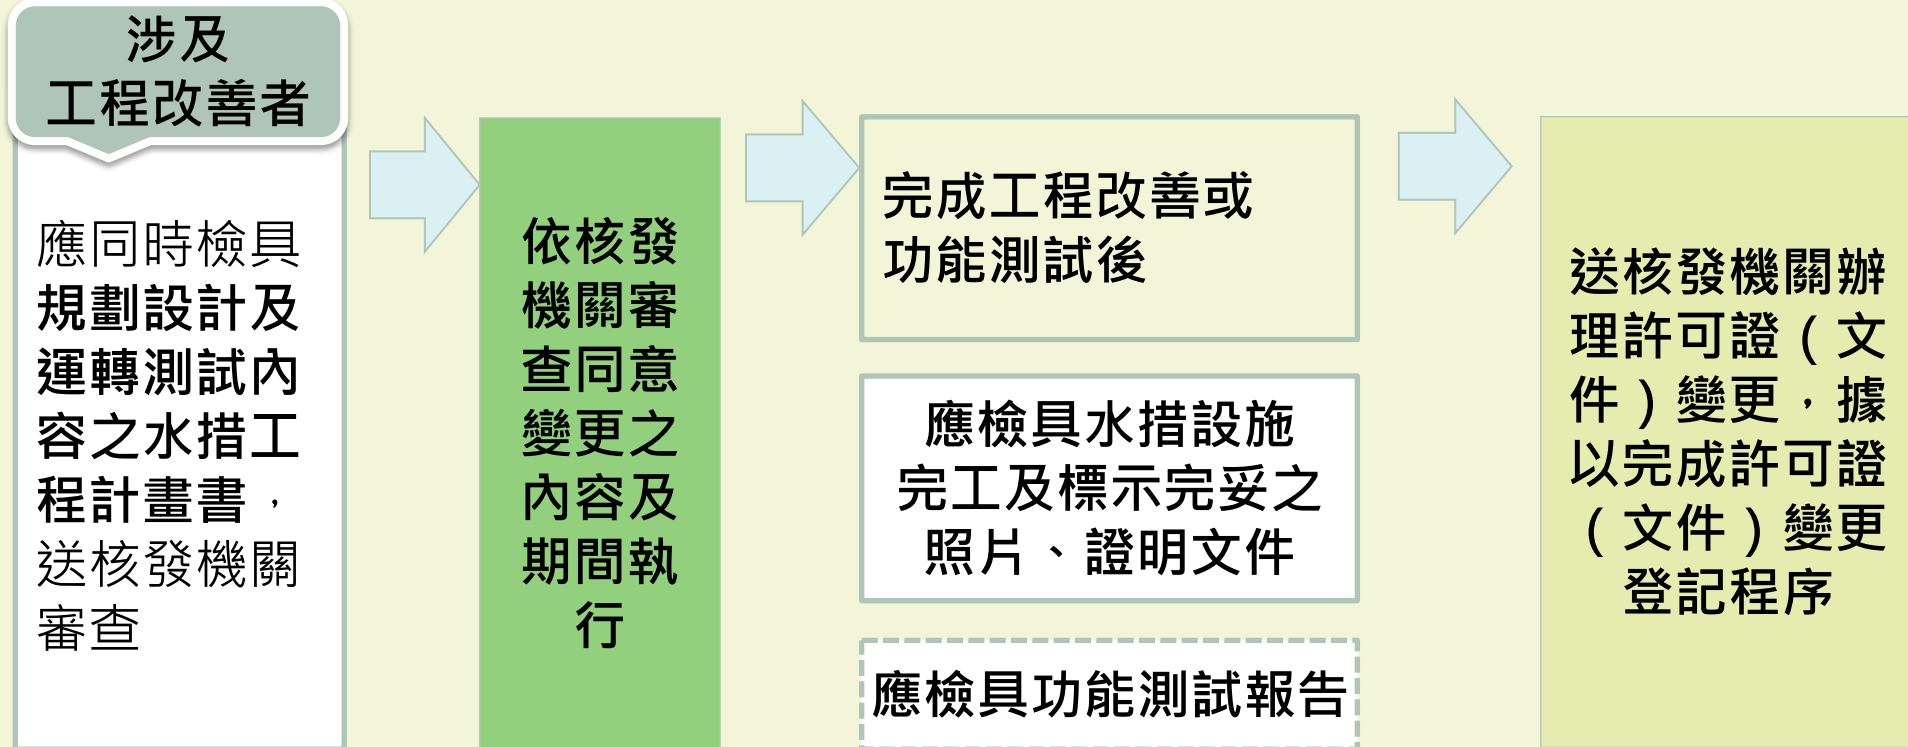 涉及
工程改善者
應同時檢具
規劃設計及
運轉測試內
容之水措工
程計畫書，
送核發機關
審查
依核發
機關審
查同意
變更之
內容及
期間執
行
完成工程改善或
功能測試後
應檢具水措設施
完工及標示完妥之
照片、證明文件
應檢具功能測試報告
送核發機關辦
理許可證（文
件）變更，據
以完成許可證
（文件）變更
登記程序